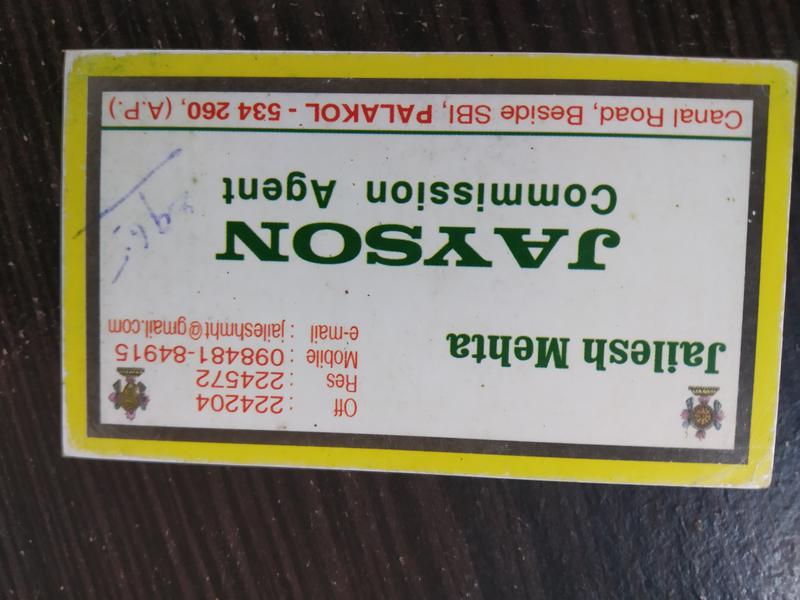 Jailesh Mehta
Off : 224204
Res : 224572
Mobile : 098481-84915
e-mail : jaileshmht@gmail.com
JAYSON
Commission Agent
Canal Road, Beside SBI, PALAKOL - 534 260, (A.P.)